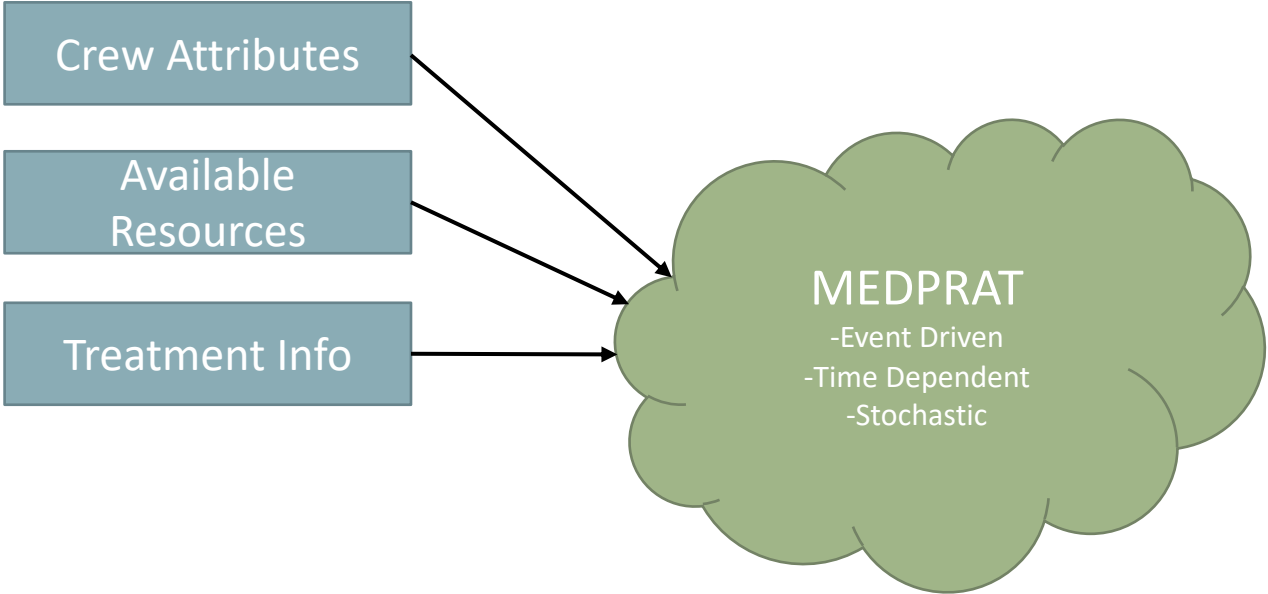 Crew Attributes
Available
Resources
Treatment Info
MEDPRAT
-Event Driven
-Time Dependent
-Stochastic